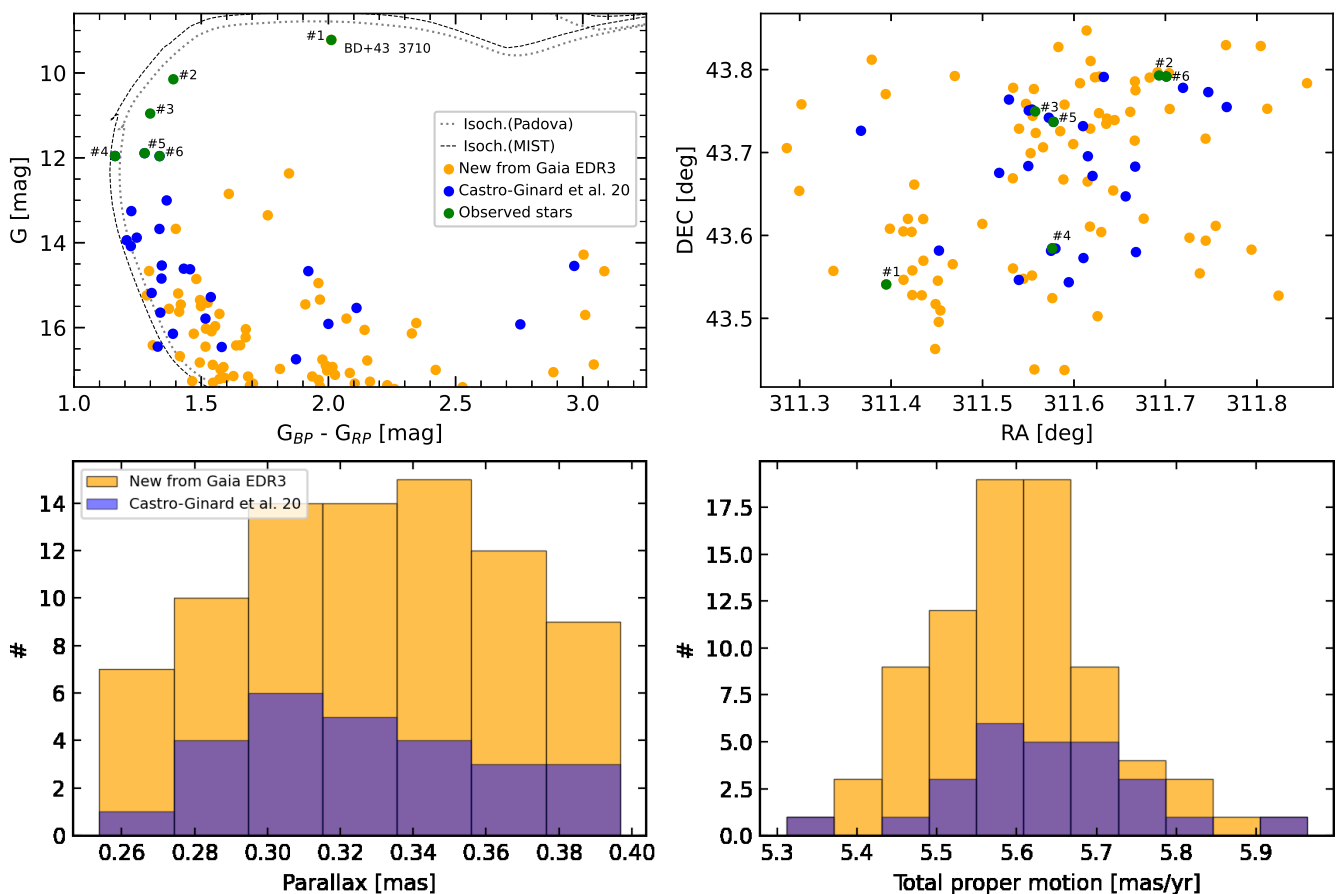 #1
BD+43 3710
#2
#3
#4
#5
#6
Isoch.(Padova)
Isoch.(MIST)
New from Gaia EDR3
Castro-Ginard et al. 20
Observed stars
10
12
14
16
G [mag]
1.0 1.5 2.0 2.5 3.0
G_BP - G_RP [mag]
#2
#6
#3
#5
#4
#1
43.8
43.7
43.6
43.5
DEC [deg]
311.3 311.4 311.5 311.6 311.7 311.8
RA [deg]
New from Gaia EDR3
Castro-Ginard et al. 20
14
12
10
8
6
4
2
0
#
0.26 0.28 0.30 0.32 0.34 0.36 0.38 0.40
Parallax [mas]
17.5
15.0
12.5
10.0
7.5
5.0
2.5
0.0
#
5.3 5.4 5.5 5.6 5.7 5.8 5.9
Total proper motion [mas/yr]